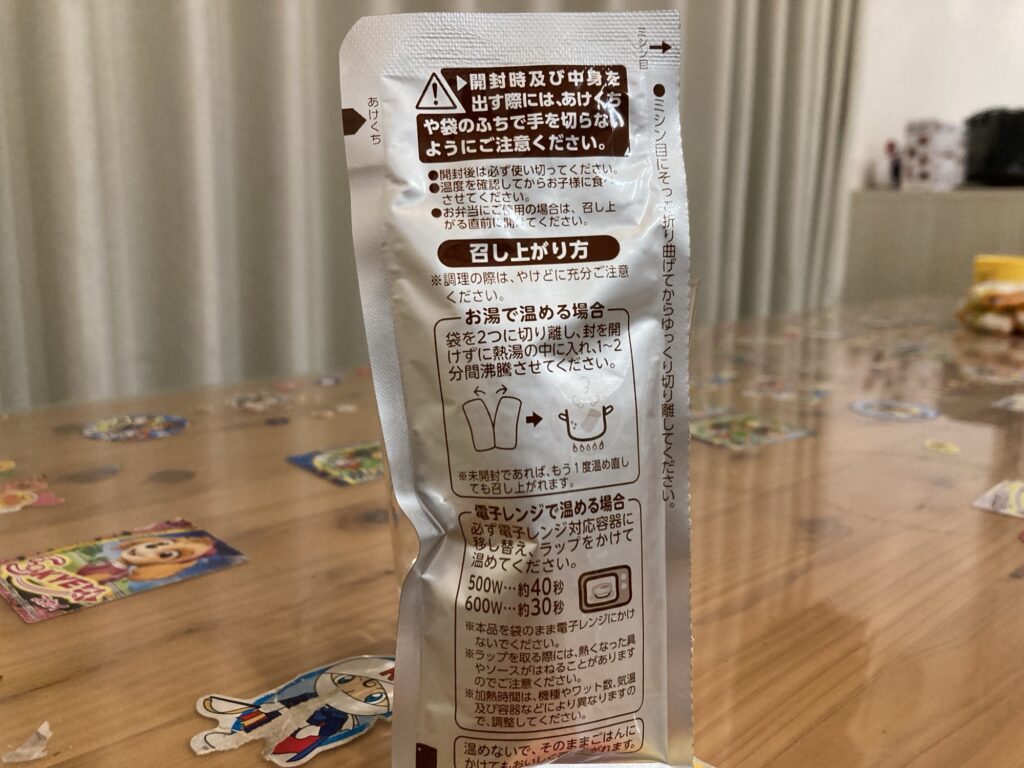 ミシン目
あけくち
開封時及び中身を
出す際には、あけくち
や袋のふちで手を切らない
ようにご注意ください。
●開封後は必ず使い切ってください。
●温度を確認してからお子様に食べ
させてください。
●お弁当にご使用の場合は、召し上
がる直前に開けてください。
召し上がり方
※調理の際は、やけどに充分ご注意
ください。
お湯で温める場合
袋を2つに切り離し、封を開
けずに熱湯の中に入れ、1~2
分間沸騰させてください。
※未開封であれば、もう1度温め直し
ても召し上がれます。
電子レンジで温める場合
必ず電子レンジ対応容器に
移し替え、ラップをかけて
温めてください。
500W…約40秒
600W…約30秒
※本品を袋のまま電子レンジにかけ
ないでください。
※ラップを取る際には、熱くなった具
やソースがはねることがあります
のでご注意ください。
※加熱時間は、機種やワット数、気温
及び容器などにより異なりますの
で、調整してください。
温めないで、そのままごはんに
かけてもおいし
がれます。
●ミシン目にそって折り曲げてからゆっくり切り離してください。